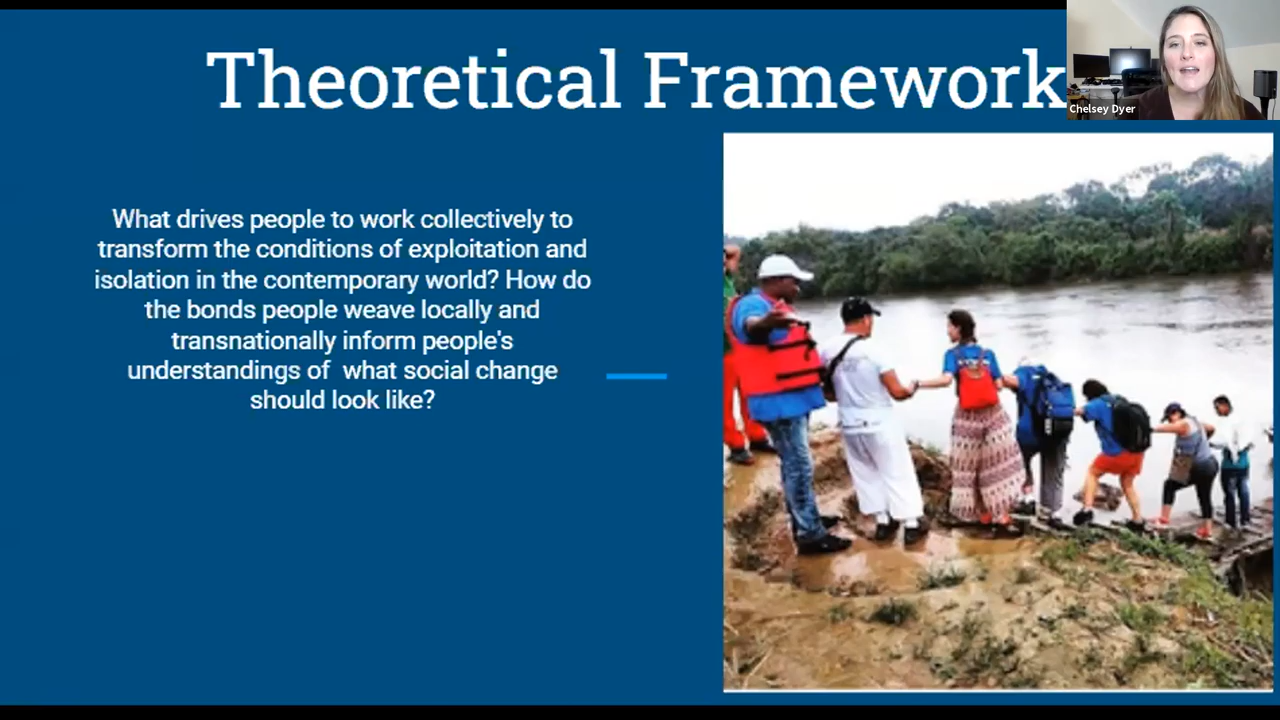 Theoretical Framework
Chelsey Dyer
What drives people to work collectively to
transform the conditions of exploitation and
isolation in the contemporary world? How do
the bonds people weave locally and
transnationally inform people's
understandings of  what social change
should look like?